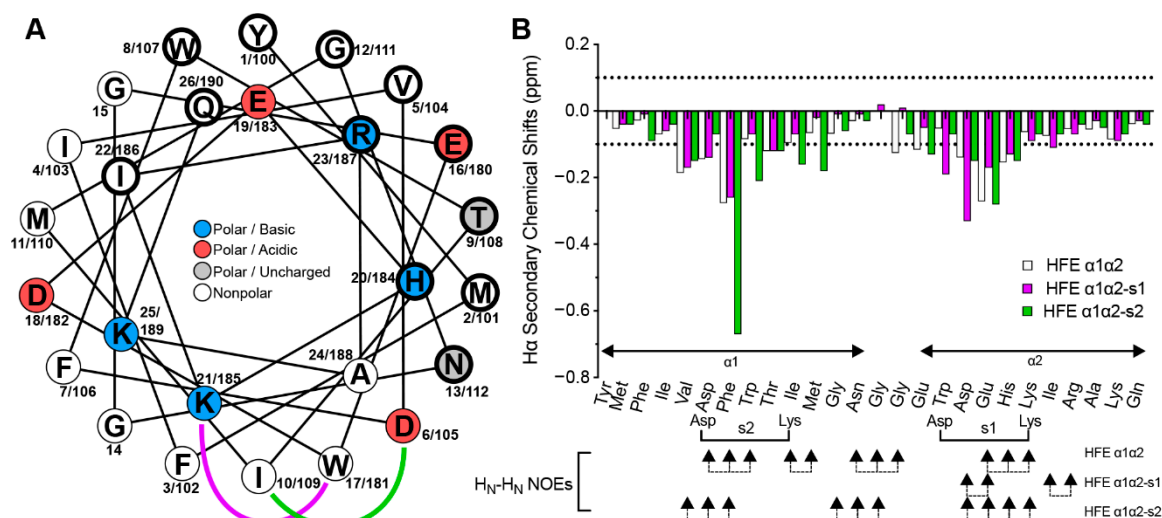 A
8/107 W
Y
1/100
G 12/111
V
5/104
G
15
26/190
Q
E
19/183
I
4/103
R
23/187
E
16/180
22/186
I
M
11/110
T
9/108
Polar / Basic
Polar / Acidic
Polar / Uncharged
Nonpolar
20/184 H
M
2/101
D
18/182
25/
189
K
24/188
A
N
13/112
F
7/106
21/185
K
G
14
D 6/105
F
3/102
I
10/109
W
17/181
B
Hα Secondary Chemical Shifts (ppm)
0.2
0.0
−0.2
−0.4
−0.6
−0.8
HFE α1α2
HFE α1α2-s1
HFE α1α2-s2
α1
α2
Tyr
Met
Phe
Ile
Val
Asp
Phe
Trp
Thr
Ile
Met
Gly
Asn
Gly
Gly
Glu
Trp
Asp
Glu
His
Lys
Ile
Arg
Ala
Lys
Gln
Asp s2 Lys
Asp s1 Lys
HN-HN NOEs
HFE α1α2
HFE α1α2-s1
HFE α1α2-s2